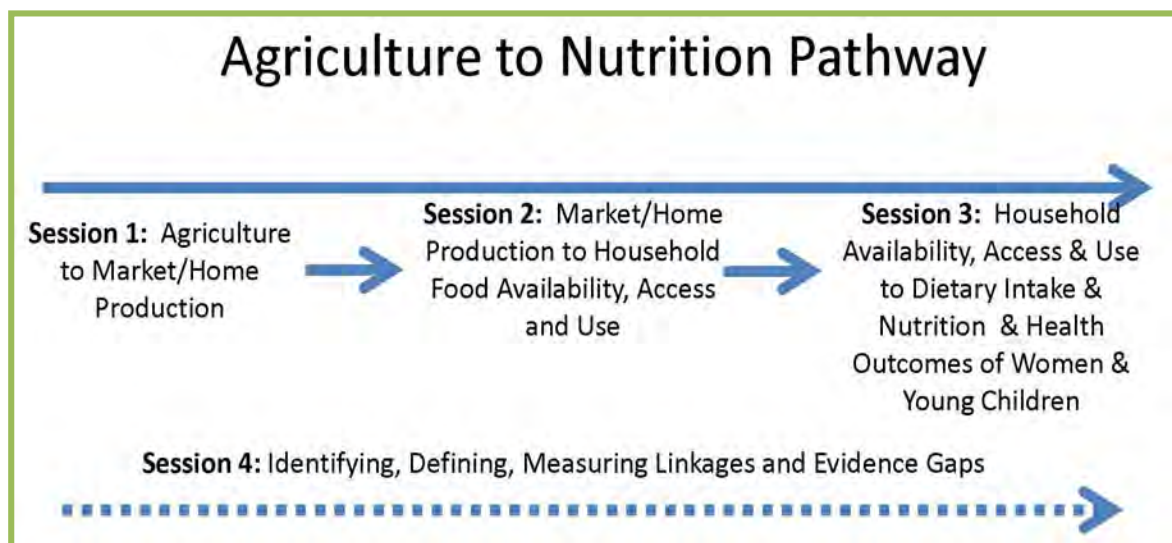 Agriculture to Nutrition Pathway
Session 1: Agriculture
to Market/Home
Production
Session 2: Market/Home
Production to Household
Food Availability, Access
and Use
Session 3: Household
Availability, Access & Use
to Dietary Intake &
Nutrition & Health
Outcomes of Women &
Young Children
Session 4: Identifying, Defining, Measuring Linkages and Evidence Gaps